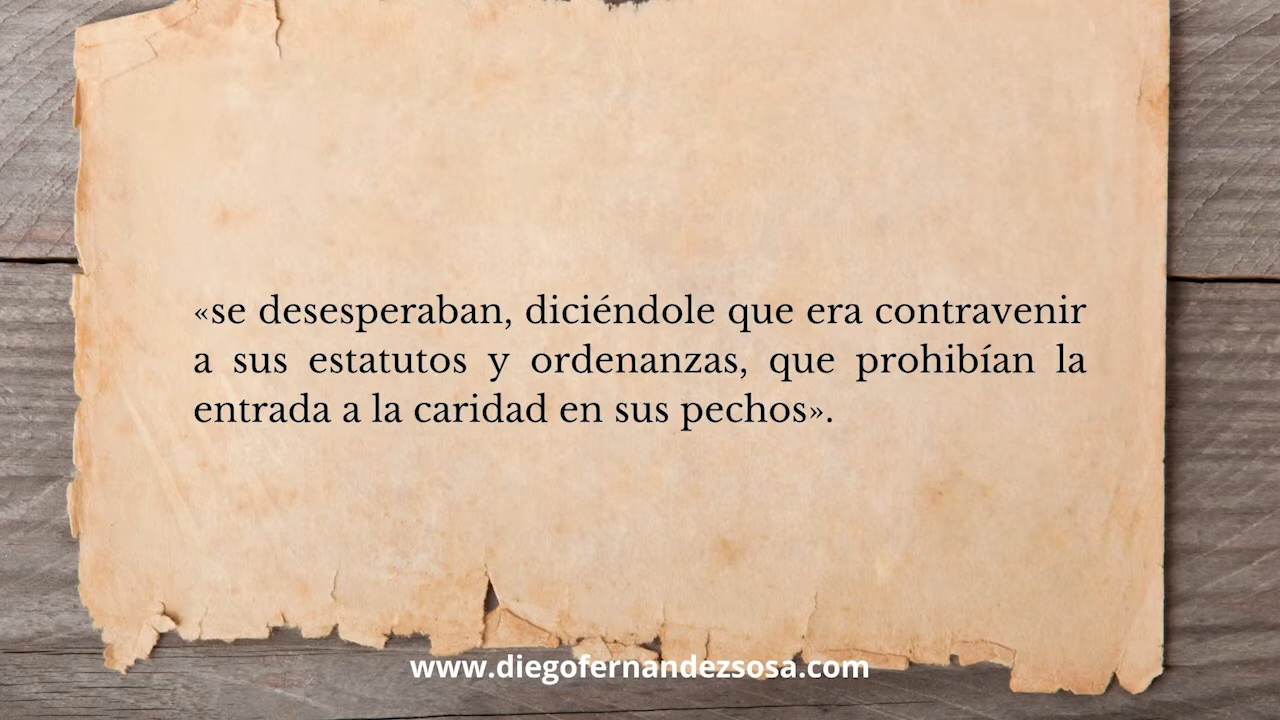 «se desesperaban, diciéndole que era contravenir
a sus estatutos y ordenanzas, que prohibían la
entrada a la caridad en sus pechos».
www.diegofernandezsosa.com